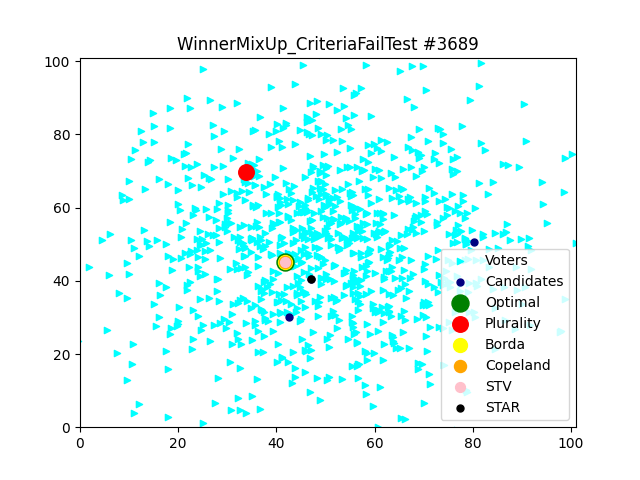 WinnerMixUp_CriteriaFailTest #3689
100
80
60
40
20
0
0 20 40 60 80 100
Voters
Candidates
Optimal
Plurality
Borda
Copeland
STV
STAR